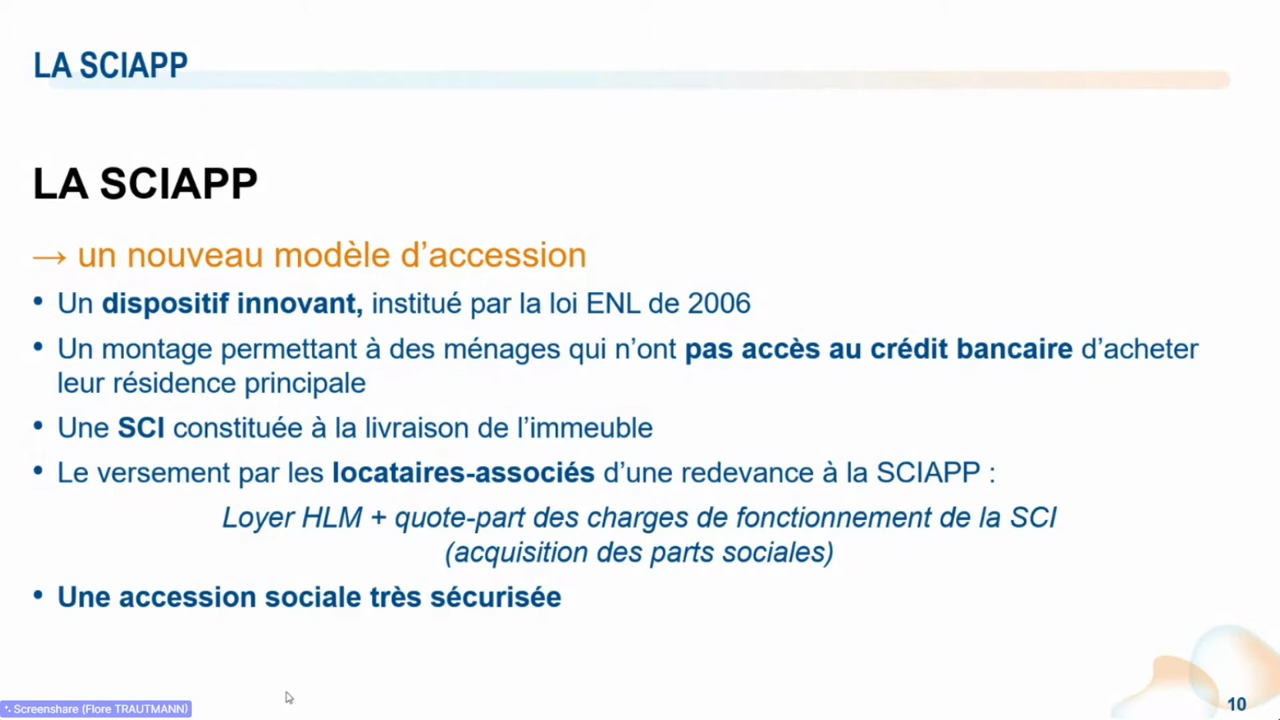 LA SCIAPP
LA SCIAPP
→ un nouveau modèle d’accession
• Un dispositif innovant, institué par la loi ENL de 2006
• Un montage permettant à des ménages qui n’ont pas accès au crédit bancaire d’acheter
leur résidence principale
• Une SCI constituée à la livraison de l’immeuble
• Le versement par les locataires-associés d’une redevance à la SCIAPP :
Loyer HLM + quote-part des charges de fonctionnement de la SCI
(acquisition des parts sociales)
• Une accession sociale très sécurisée
Screenshare (Flore TRAUTMANN)
10